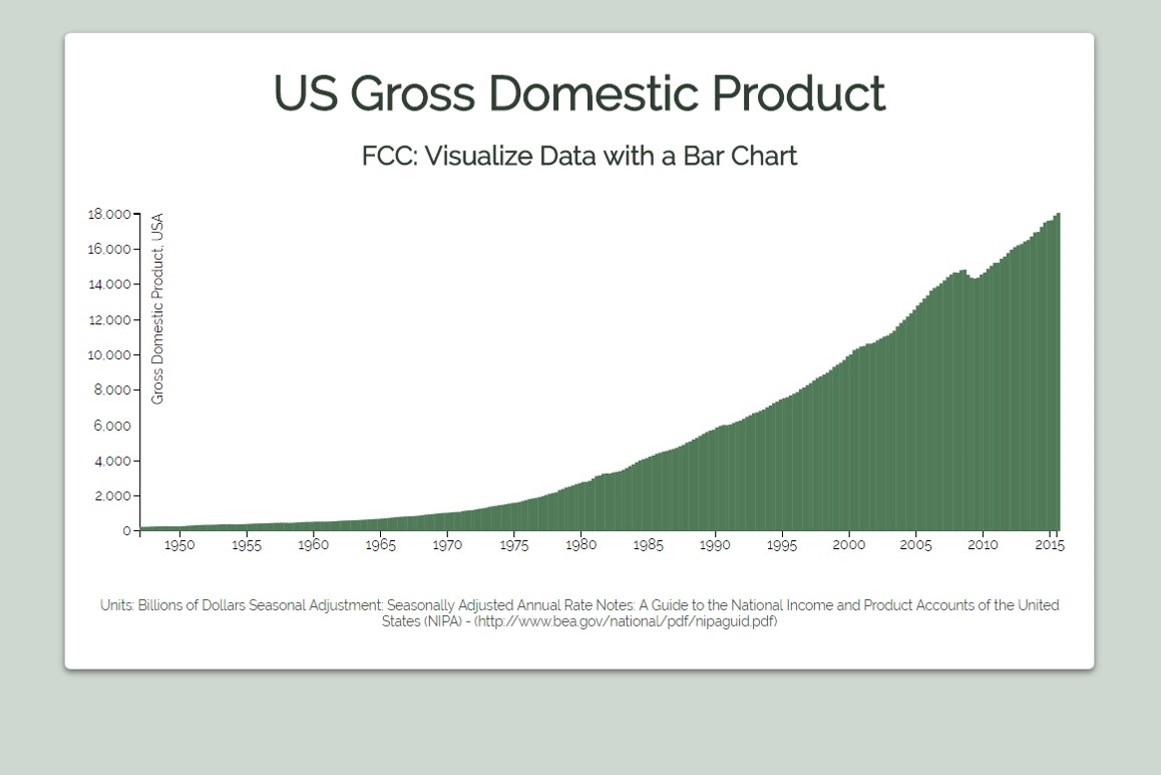 US Gross Domestic Product
FCC: Visualize Data with a Bar Chart
18,000
16,000
14,000
12,000
10,000
8,000
6,000
4,000
2,000
0
Gross Domestic Product, USA
1950 1955 1960 1965 1970 1975 1980 1985 1990 1995 2000 2005 2010 2015
Units: Billions of Dollars Seasonal Adjustment: Seasonally Adjusted Annual Rate Notes: A Guide to the National Income and Product Accounts of the United
States (NIPA) - (http://www.bea.gov/national/pdf/nipaguid.pdf)